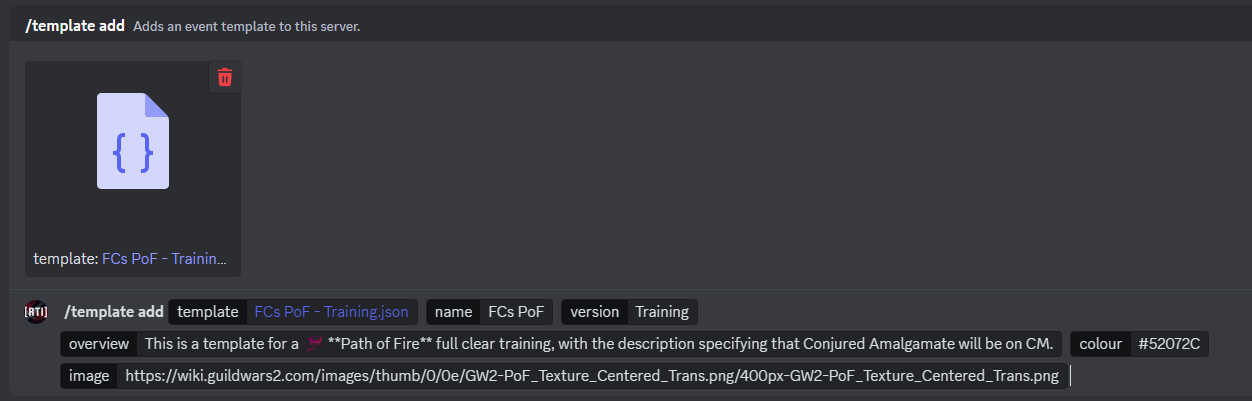 /template add Adds an event template to this server.
{ }
template: FCs PoF - Trainin...
[RTI] /template add template FCs PoF - Training.json name FCs PoF version Training
overview This is a template for a **Path of Fire** full clear training, with the description specifying that Conjured Amalgamate will be on CM. colour #52072C
image https://wiki.guildwars2.com/images/thumb/0/0e/GW2-PoF_Texture_Centered_Trans.png/400px-GW2-PoF_Texture_Centered_Trans.png